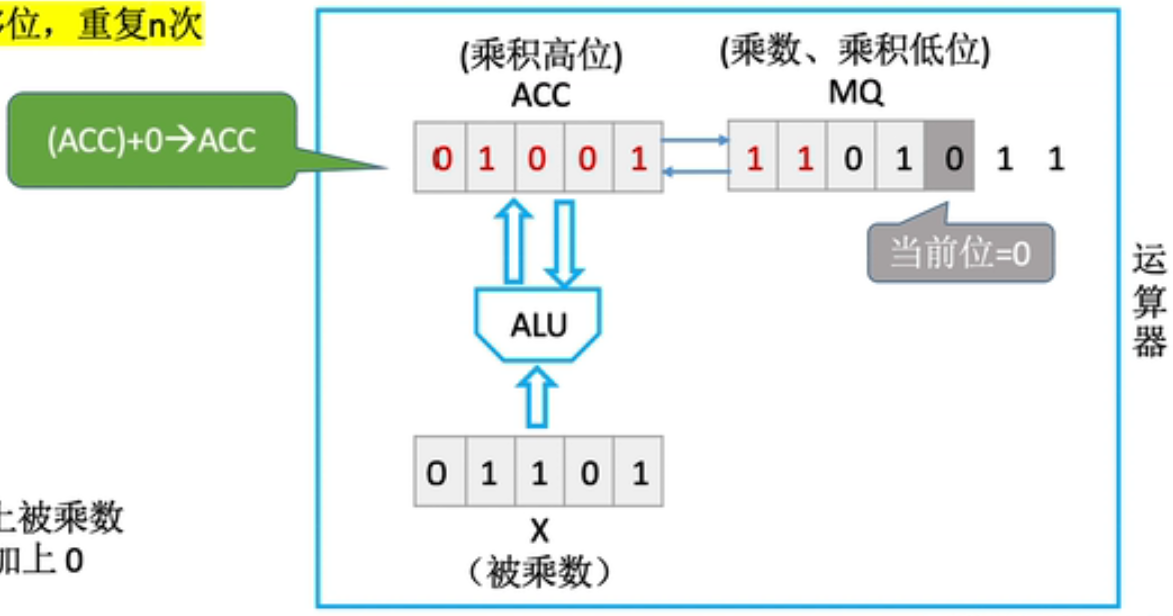 位，重复n次
(乘积高位)
ACC
(乘数、乘积低位)
MQ
(ACC)+0→ACC
0 1 0 0 1
1 1 0 1 0 1 1
当前位=0
运算器
ALU
0 1 1 0 1
X
（被乘数）
上被乘数
加上 0